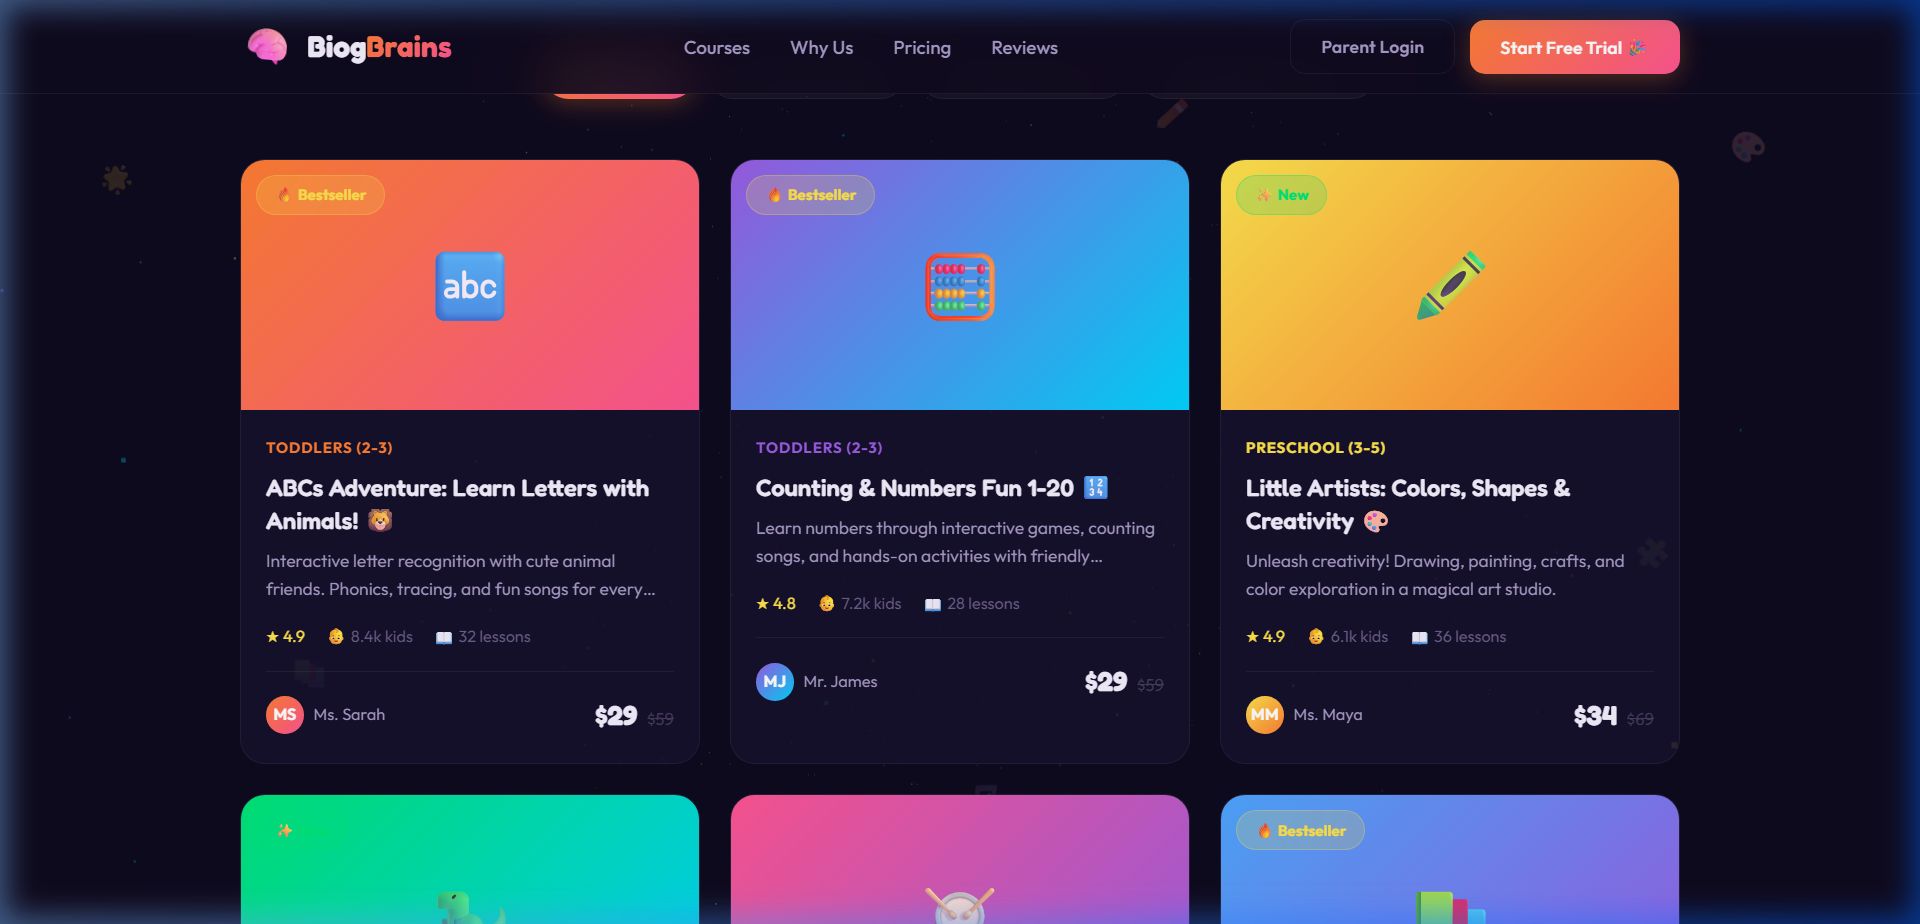 BiogBrains
Courses
Why Us
Pricing
Reviews
Parent Login
Start Free Trial
Bestseller
abc
TODDLERS (2-3)
ABCs Adventure: Learn Letters with
Animals!
Interactive letter recognition with cute animal
friends. Phonics, tracing, and fun songs for every...
★ 4.9
8.4k kids
32 lessons
MS
Ms. Sarah
$29
$59
Bestseller
TODDLERS (2-3)
Counting & Numbers Fun 1-20
Learn numbers through interactive games, counting
songs, and hands-on activities with friendly...
★ 4.8
7.2k kids
28 lessons
MJ
Mr. James
$29
$59
New
PRESCHOOL (3-5)
Little Artists: Colors, Shapes &
Creativity
Unleash creativity! Drawing, painting, crafts, and
color exploration in a magical art studio.
★ 4.9
6.1k kids
36 lessons
MM
Ms. Maya
$34
$69
Bestseller